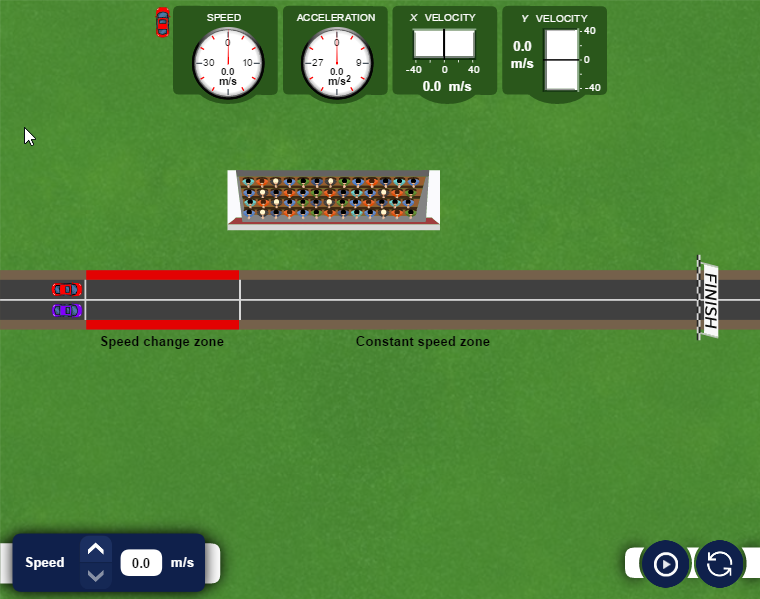 SPEED
0
30
10
0.0
m/s
ACCELERATION
0
27
9
0.0
m/s2
X VELOCITY
-40
0
40
0.0 m/s
Y VELOCITY
0.0
m/s
40
0
-40
FINISH
Speed change zone
Constant speed zone
Speed
0.0
m/s